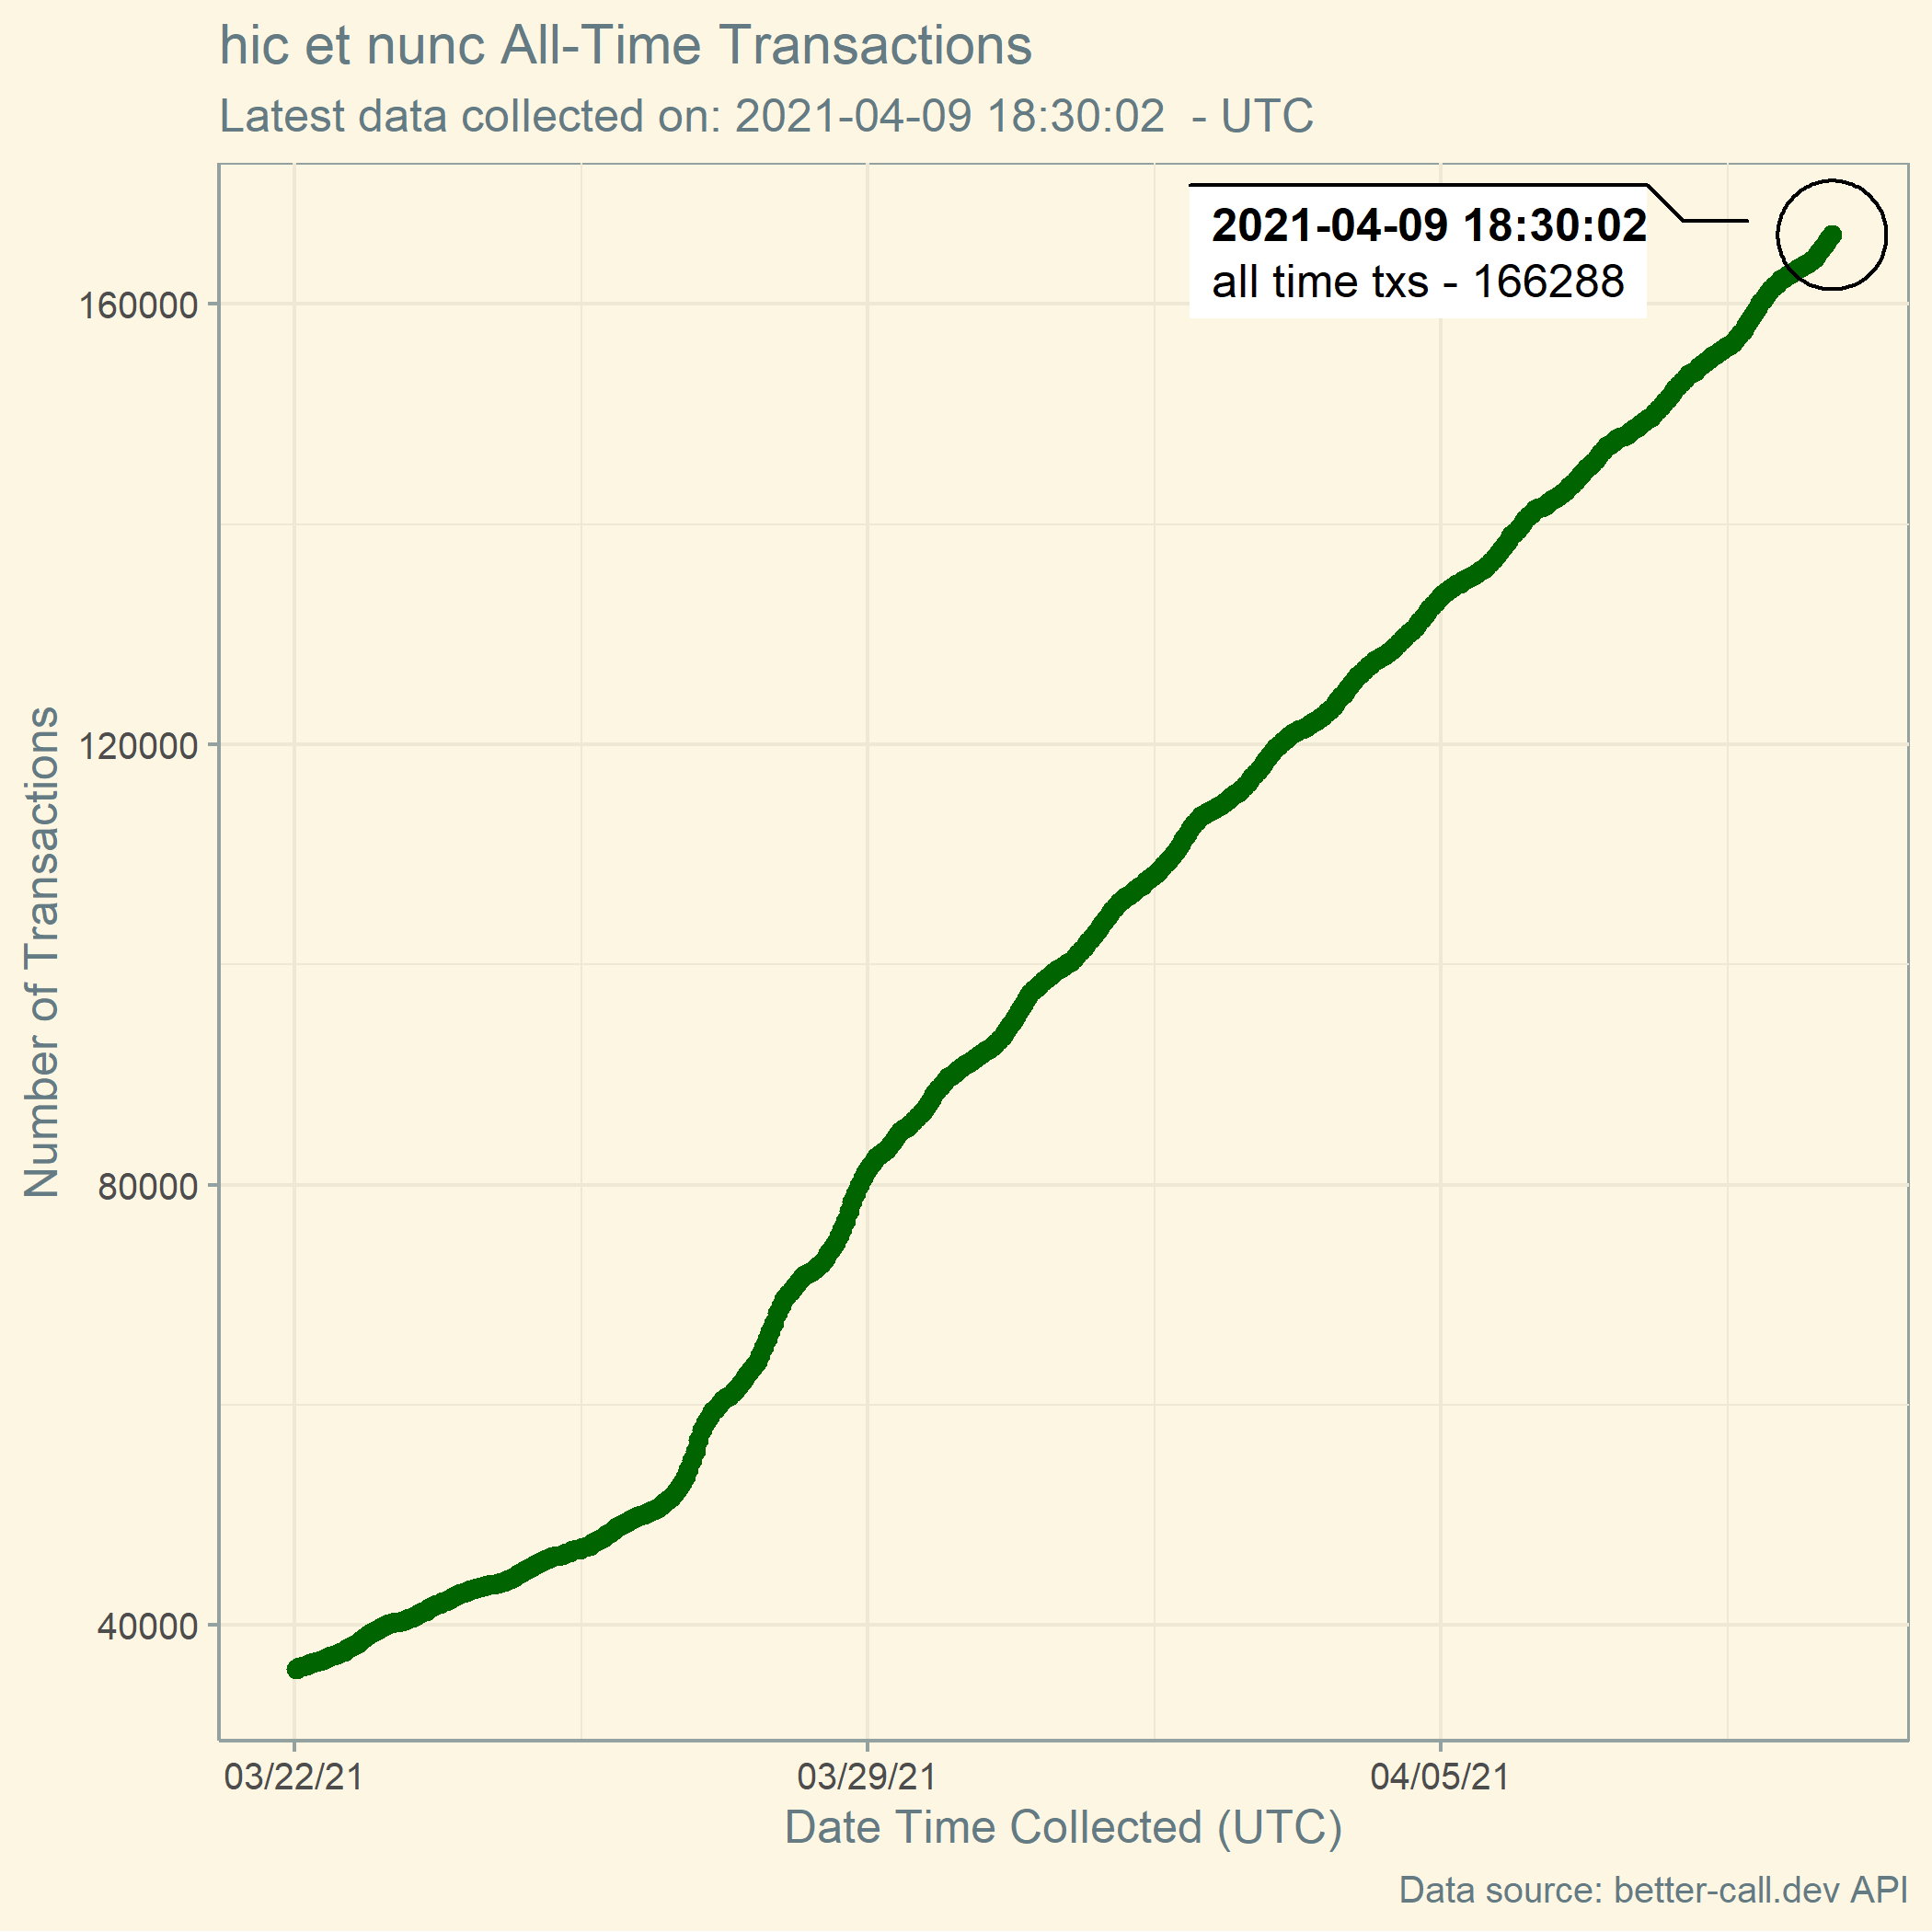 hic et nunc All-Time Transactions
Latest data collected on: 2021-04-09 18:30:02  - UTC
2021-04-09 18:30:02
all time txs - 166288
Number of Transactions
160000
120000
80000
40000
03/22/21
03/29/21
04/05/21
Date Time Collected (UTC)
Data source: better-call.dev API